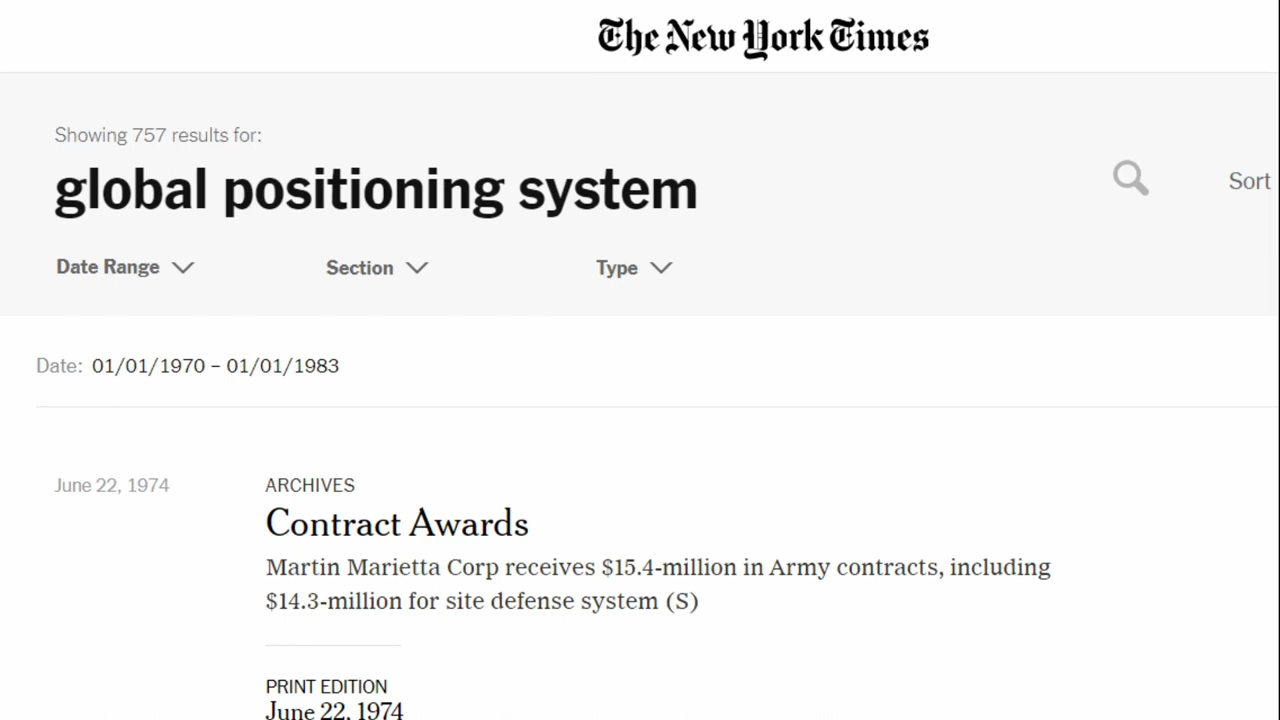 The New York Times
Showing 757 results for:
global positioning system
Sort
Date Range
Section
Type
Date: 01/01/1970 – 01/01/1983
June 22, 1974
ARCHIVES
Contract Awards
Martin Marietta Corp receives $15.4-million in Army contracts, including
$14.3-million for site defense system (S)
PRINT EDITION
June 22, 1974